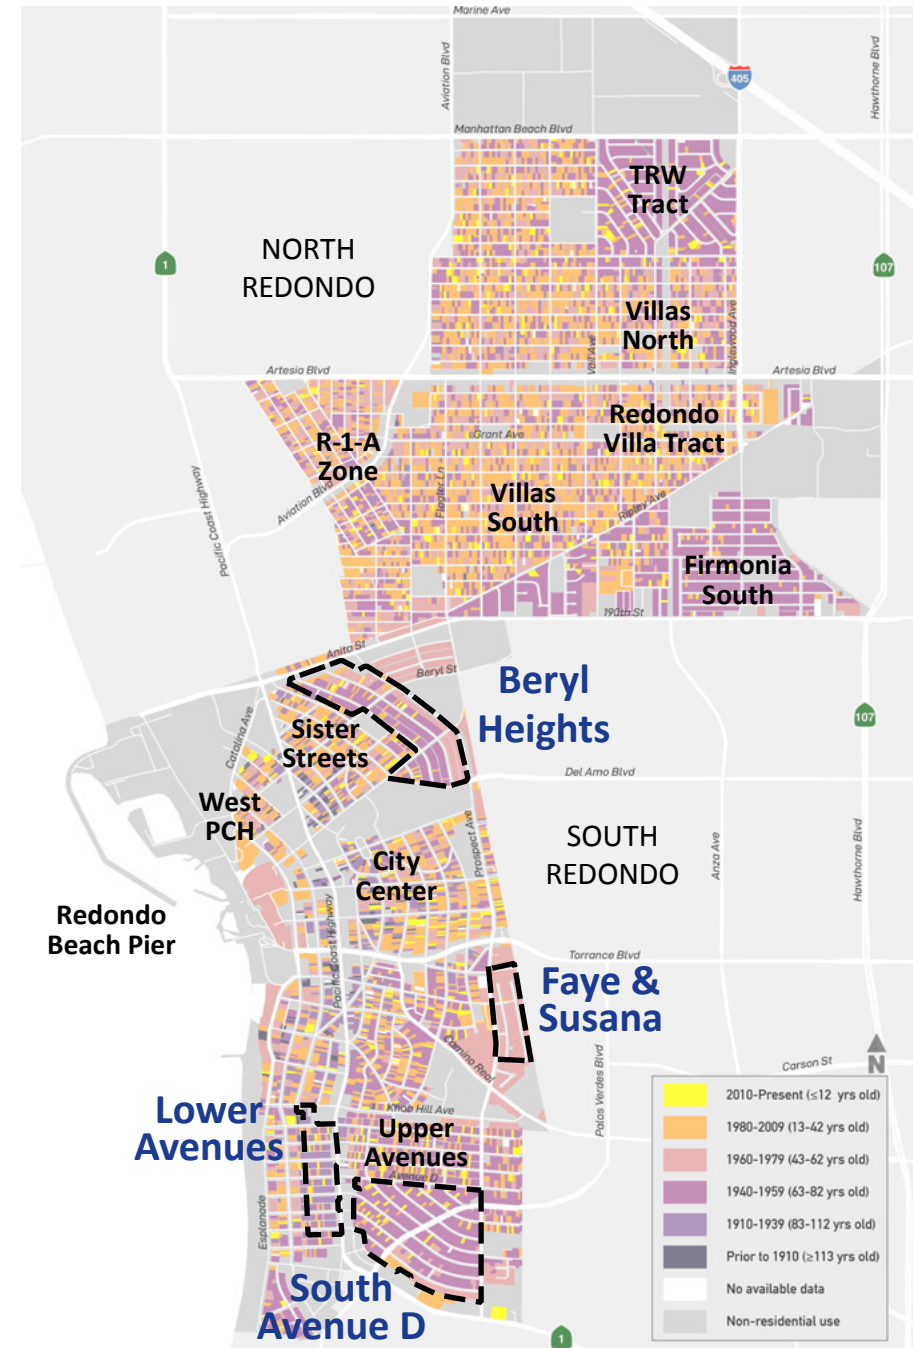 Marine Ave
Aviation Blvd
Hawthorne Blvd
405
Manhattan Beach Blvd
TRW
Tract
NORTH
REDONDO
1
107
Villas
North
Vail Ave
Inglewood Ave
Artesia Blvd
Artesia Blvd
Redondo
Villa Tract
Grant Ave
R-1-A
Zone
Flagler Ln
Villas
South
Ripley Ave
Aviation Blvd
Pacific Coast Highway
Firmonia
South
190th St
Anita St
Beryl St
Beryl
Heights
107
Catalina Ave
Sister
Streets
Del Amo Blvd
West
PCH
SOUTH
REDONDO
Prospect Ave
Anza Ave
Hawthorne Blvd
City
Center
Redondo
Beach Pier
Pacific Coast Highway
Torrance Blvd
Faye &
Susana
Camino Real
Palos Verdes Blvd
N
Carson St
Lower
Avenues
Knob Hill Ave
Upper
Avenues
Avenue D
Esplanade
South
Avenue D
1
2010-Present (≤12 yrs old)
1980-2009 (13-42 yrs old)
1960-1979 (43-62 yrs old)
1940-1959 (63-82 yrs old)
1910-1939 (83-112 yrs old)
Prior to 1910 (≥113 yrs old)
No available data
Non-residential use